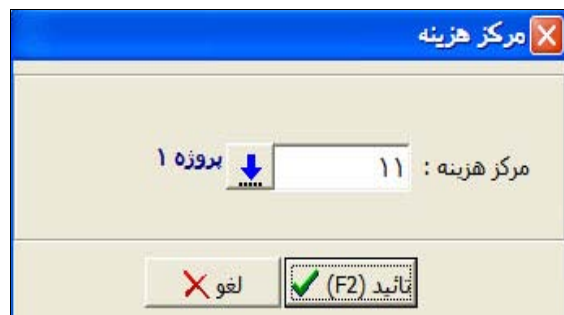 مرکز هزینه
مرکز هزینه : ۱۱ پروژه ۱
تائید (F2) لغو